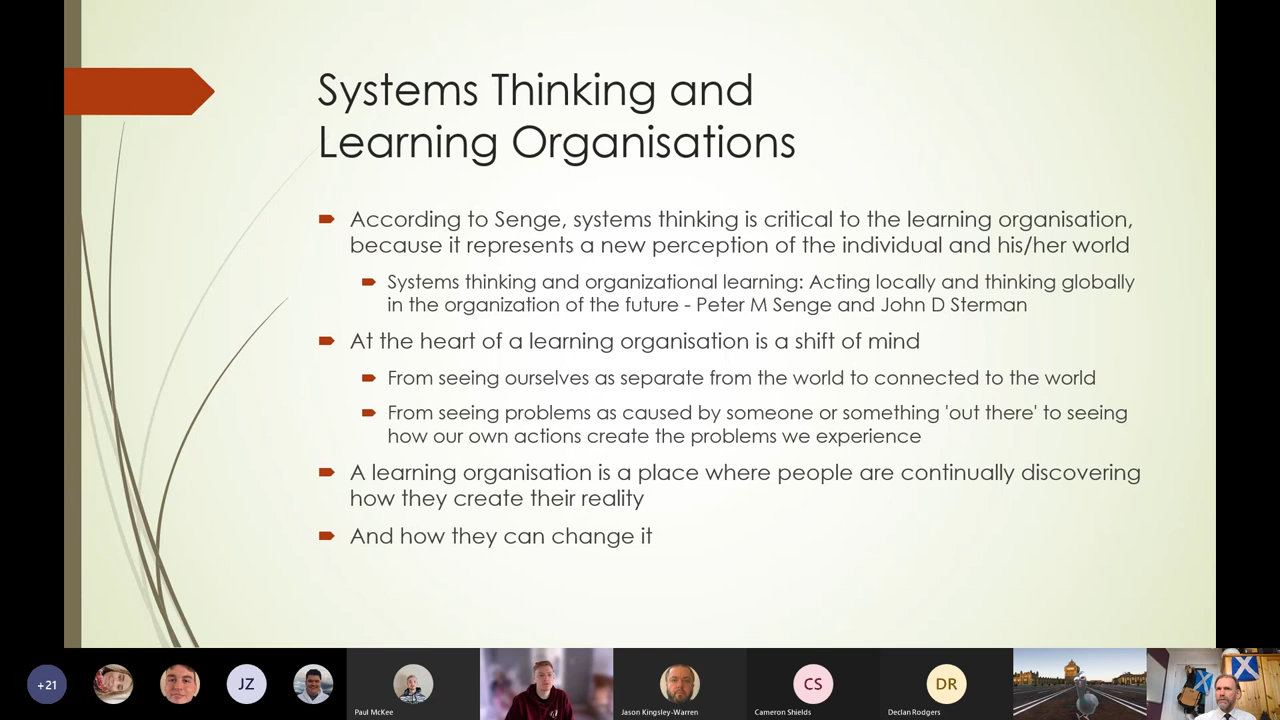 Systems Thinking and
Learning Organisations
According to Senge, systems thinking is critical to the learning organisation,
because it represents a new perception of the individual and his/her world
Systems thinking and organizational learning: Acting locally and thinking globally
in the organization of the future - Peter M Senge and John D Sterman
At the heart of a learning organisation is a shift of mind
From seeing ourselves as separate from the world to connected to the world
From seeing problems as caused by someone or something 'out there' to seeing
how our own actions create the problems we experience
A learning organisation is a place where people are continually discovering
how they create their reality
And how they can change it
+21
JZ
CS
DR
Paul McKee
Jason Kingsley-Warren
Cameron Shields
Declan Rodgers